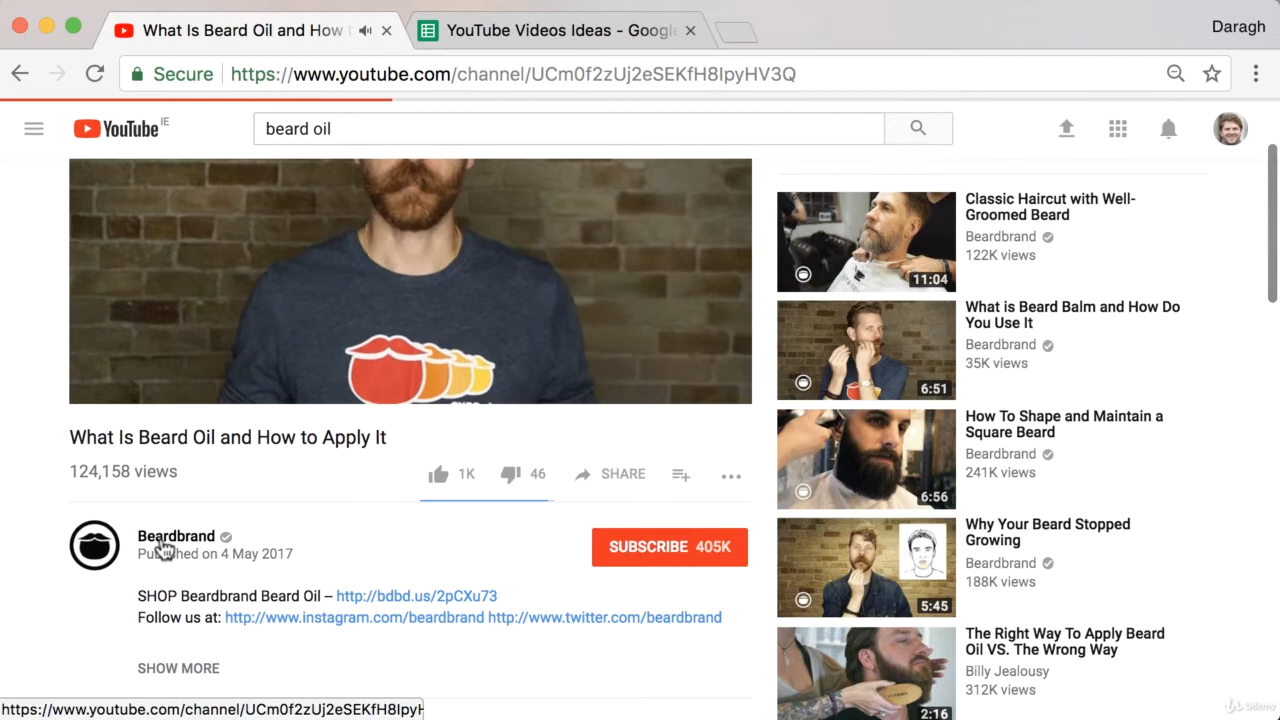 What Is Beard Oil and How t
YouTube Videos Ideas - Google
Daragh
Secure
https://www.youtube.com/channel/UCm0f2zUj2eSEKfH8IpyHV3Q
YouTube IE
beard oil
What Is Beard Oil and How to Apply It
124,158 views
1K
46
SHARE
Beardbrand
Published on 4 May 2017
SUBSCRIBE 405K
SHOP Beardbrand Beard Oil – http://bdbd.us/2pCXu73
Follow us at: http://www.instagram.com/beardbrand http://www.twitter.com/beardbrand
SHOW MORE
Classic Haircut with Well-
Groomed Beard
Beardbrand
122K views
11:04
What is Beard Balm and How Do
You Use It
Beardbrand
35K views
6:51
How To Shape and Maintain a
Square Beard
Beardbrand
241K views
6:56
Why Your Beard Stopped
Growing
Beardbrand
188K views
5:45
The Right Way To Apply Beard
Oil VS. The Wrong Way
Billy Jealousy
312K views
2:16
https://www.youtube.com/channel/UCm0f2zUj2eSEKfH8IpyH
Udemy